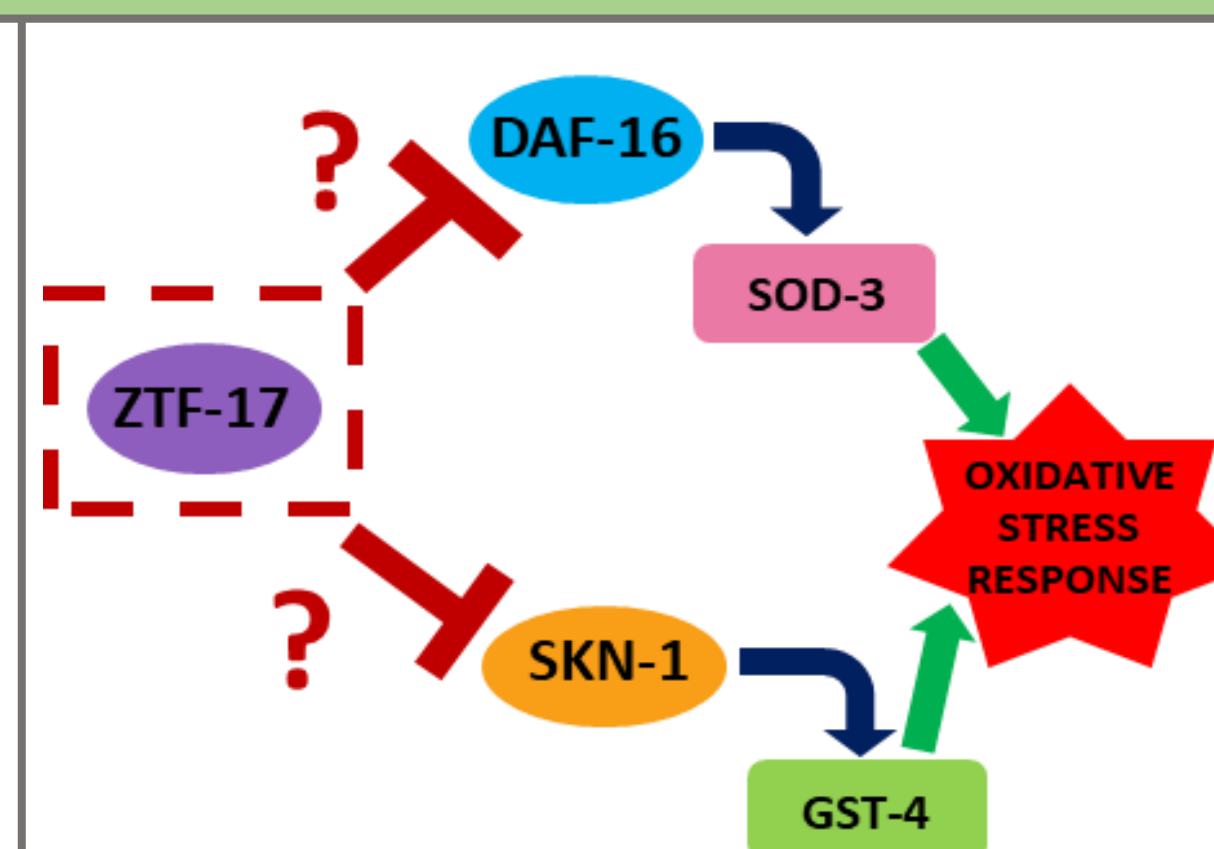 ?
DAF-16
SOD-3
ZTF-17
OXIDATIVE
STRESS
RESPONSE
?
SKN-1
GST-4